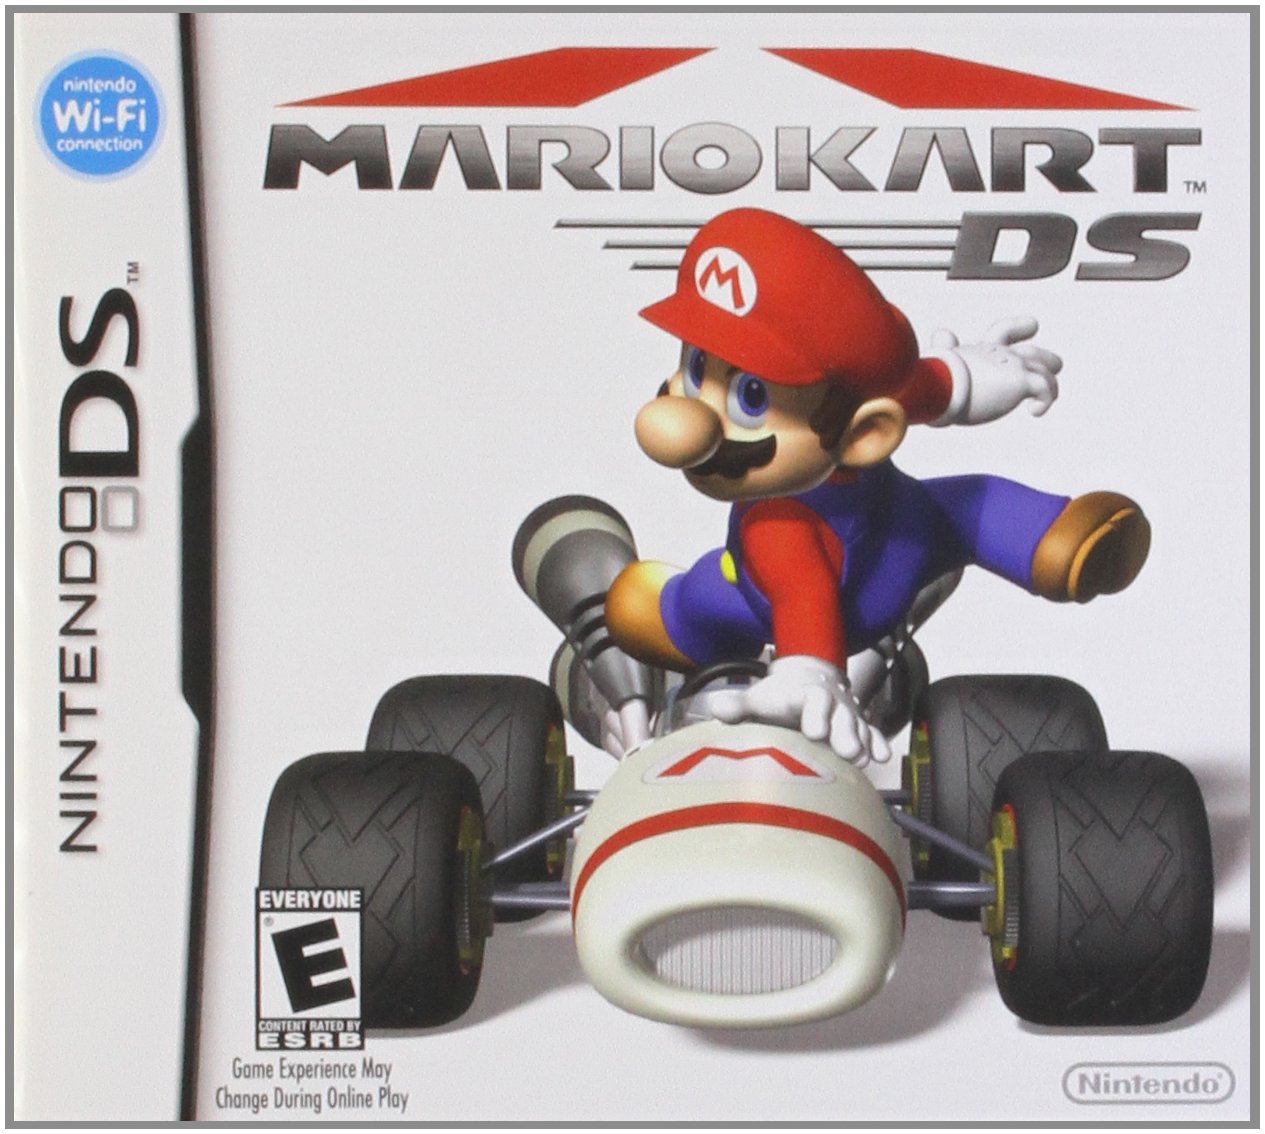 nintendo
Wi-Fi
connection
NINTENDO DS™
MARIOKART™
DS
M
M
EVERYONE
E
®
CONTENT RATED BY
ESRB
Game Experience May
Change During Online Play
Nintendo®